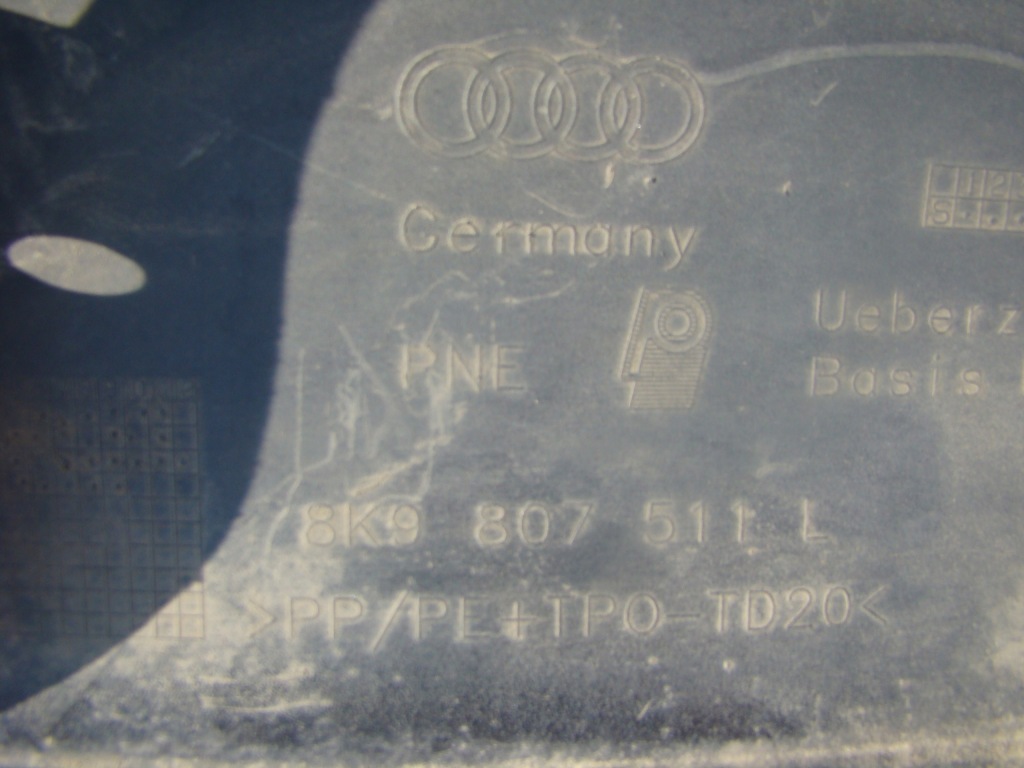 Germany
PNE
Ueberz
Basis
8K9 807 511 L
>PP/PE+TPO-TD20<